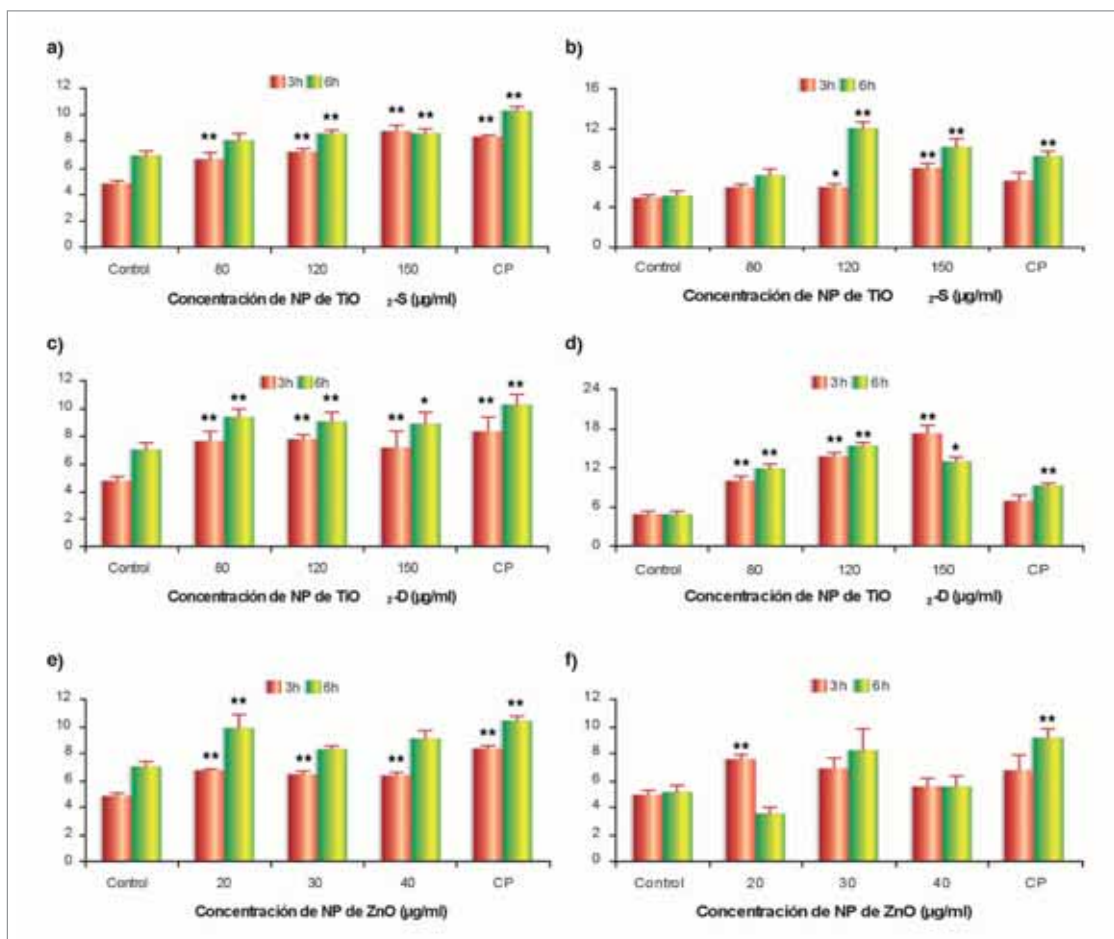 a)
3h 6h
12
10
8
6
4
2
0
** ** ** ** ** ** **
Control 80 120 150 CP
Concentración de NP de TiO 2-S (µg/ml)
b)
3h 6h
16
12
8
4
0
* ** ** ** **
Control 80 120 150 CP
Concentración de NP de TiO 2-S (µg/ml)
c)
3h 6h
12
10
8
6
4
2
0
** ** ** ** ** * ** **
Control 80 120 150 CP
Concentración de NP de TiO 2-D (µg/ml)
d)
3h 6h
24
18
12
6
0
** ** ** ** ** * **
Control 80 120 150 CP
Concentración de NP de TiO 2-D (µg/ml)
e)
3h 6h
12
10
8
6
4
2
0
** ** ** ** ** **
Control 20 30 40 CP
Concentración de NP de ZnO (µg/ml)
f)
3h 6h
12
10
8
6
4
2
0
** **
Control 20 30 40 CP
Concentración de NP de ZnO (µg/ml)